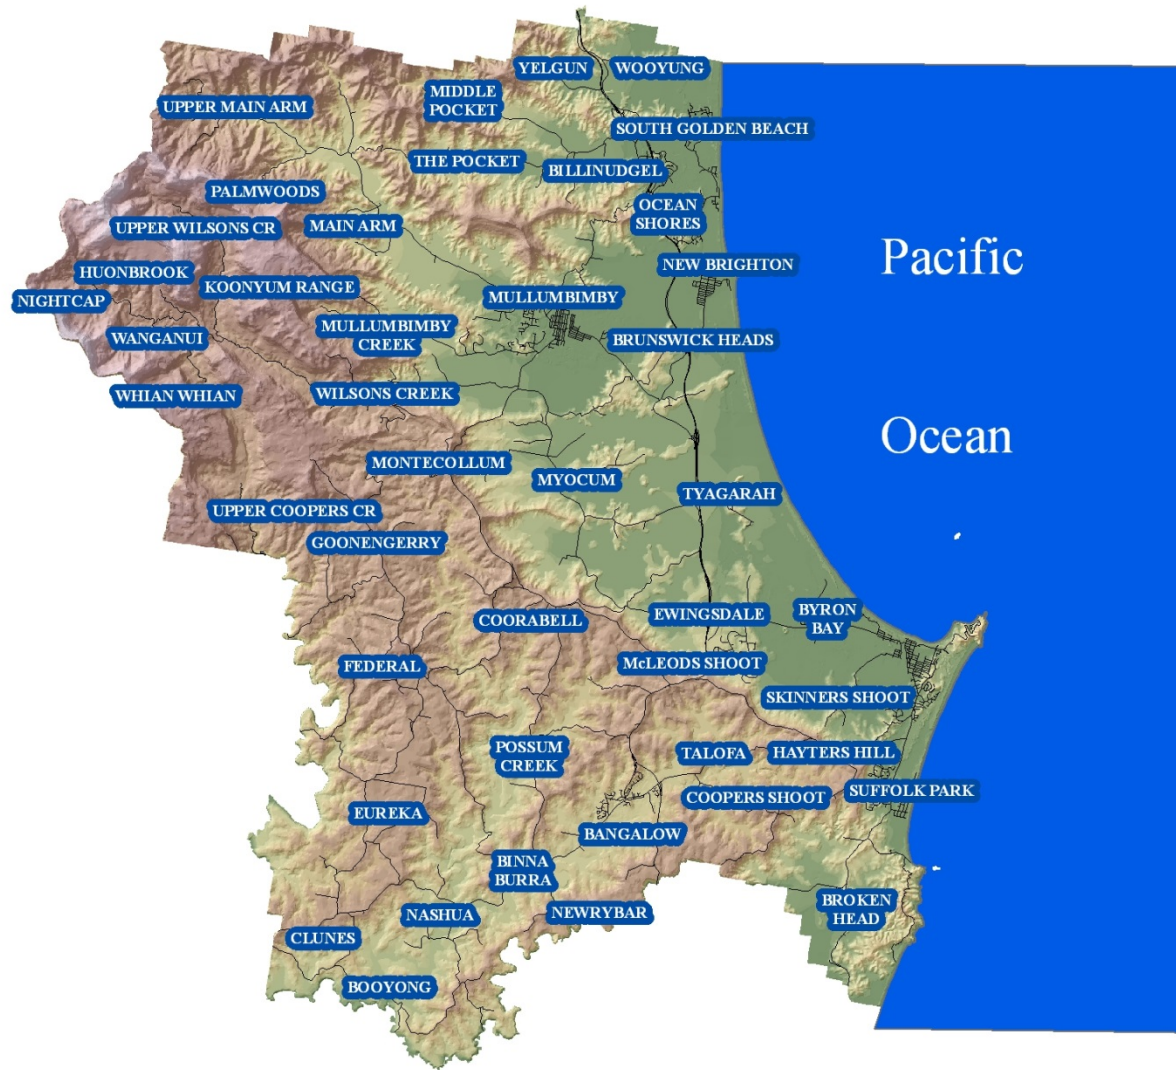 YELGUN
WOOYUNG
MIDDLE
POCKET
UPPER MAIN ARM
SOUTH GOLDEN BEACH
THE POCKET
BILLINUDGEL
PALMWOODS
OCEAN
SHORES
UPPER WILSONS CR
MAIN ARM
Pacific
NEW BRIGHTON
HUONBROOK
KOONYUM RANGE
NIGHTCAP
MULLUMBIMBY
MULLUMBIMBY
CREEK
WANGANUI
BRUNSWICK HEADS
WHIAN WHIAN
WILSONS CREEK
Ocean
MONTECOLLUM
MYOCUM
TYAGARAH
UPPER COOPERS CR
GOONENGERRY
COORABELL
EWINGSDALE
BYRON
BAY
FEDERAL
McLEODS SHOOT
SKINNERS SHOOT
POSSUM
CREEK
TALOFA
HAYTERS HILL
COOPERS SHOOT
SUFFOLK PARK
EUREKA
BANGALOW
BINNA
BURRA
BROKEN
HEAD
NASHUA
NEWRYBAR
CLUNES
BOOYONG